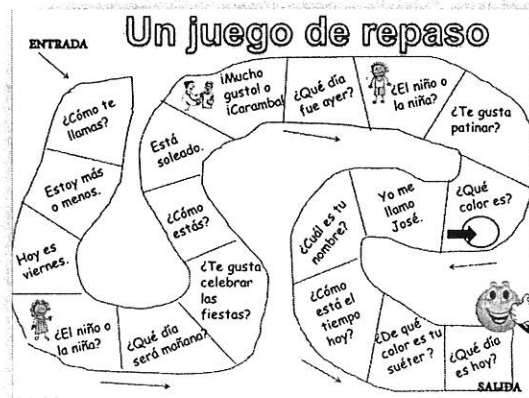 Un juego de repaso
ENTRADA
¿Cómo te
llamas?
Estoy más
o menos.
Hoy es
viernes.
¿El niño o
la niña?
¿Qué día
será mañana?
¿Te gusta
celebrar
las
fiestas?
¿Cómo
estás?
Está
soleado.
¡Mucho
gusto! o
¡Caramba!
¿Qué día
fue ayer?
¿El niño o
la niña?
¿Te gusta
patinar?
¿Qué
color es?
Yo me
llamo
José.
¿Cuál es tu
nombre?
¿Cómo
está el
tiempo
hoy?
¿De qué
color es tu
suéter ?
¿Qué día
es hoy?
SALIDA